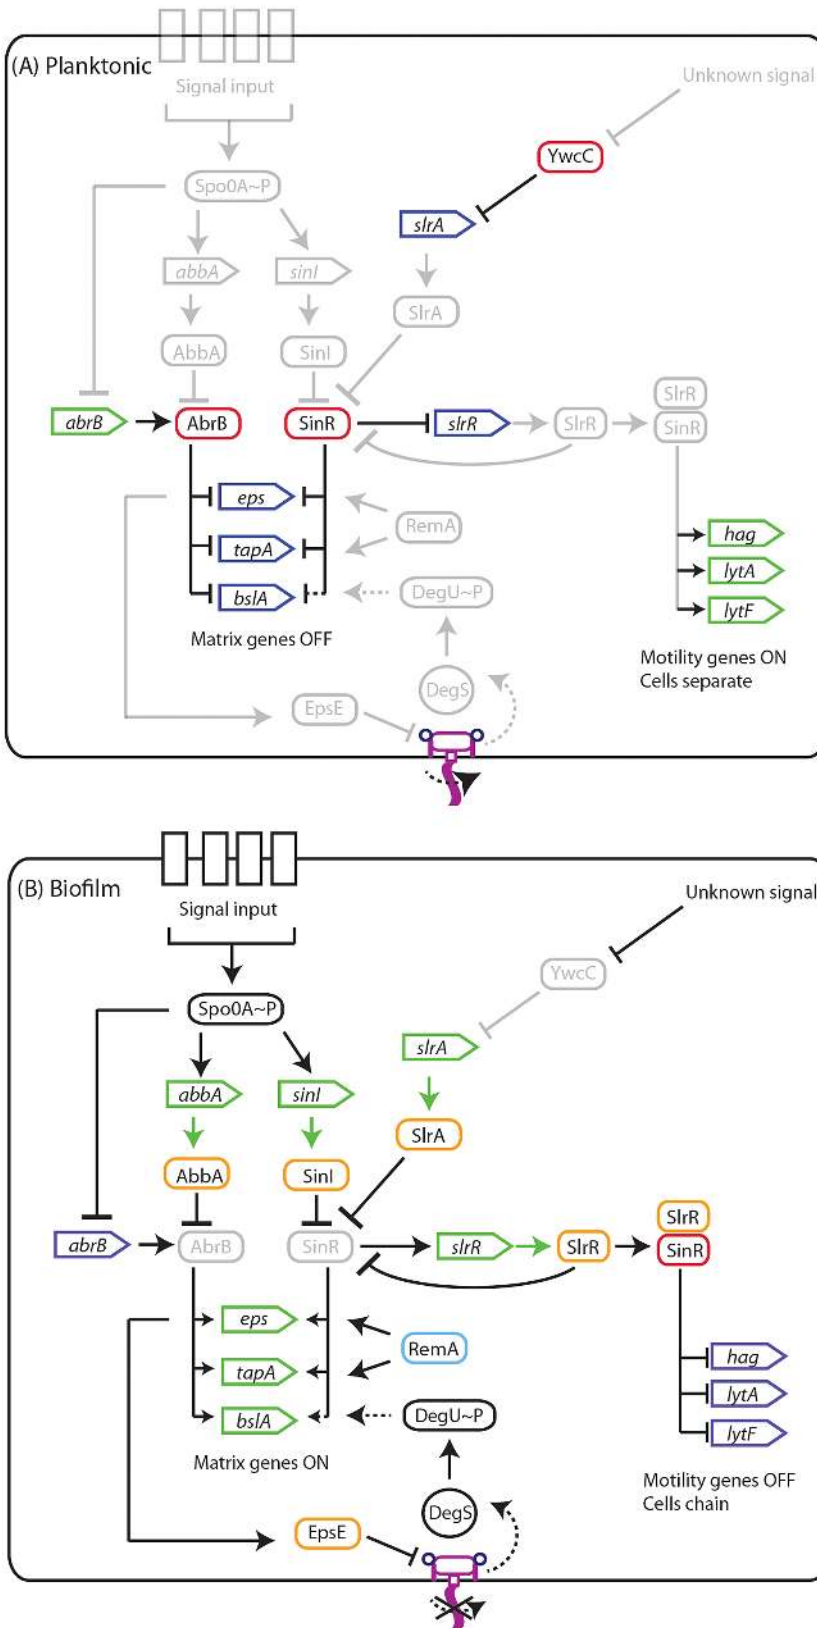 (A) Planktonic
Signal input
Unknown signal
YwcC
Spo0A~P
slrA
abbA
sinI
SlrA
AbbA
SinI
SlrR
abrB
AbrB
SinR
slrR
SlrR
SinR
eps
RemA
hag
tapA
lytA
bslA
DegU~P
lytF
Matrix genes OFF
Motility genes ON
Cells separate
DegS
EpsE
(B) Biofilm
Signal input
Unknown signal
YwcC
Spo0A~P
slrA
abbA
sinI
SlrA
AbbA
SinI
SlrR
abrB
AbrB
SinR
slrR
SlrR
SinR
eps
RemA
hag
tapA
lytA
bslA
DegU~P
lytF
Matrix genes ON
Motility genes OFF
Cells chain
DegS
EpsE